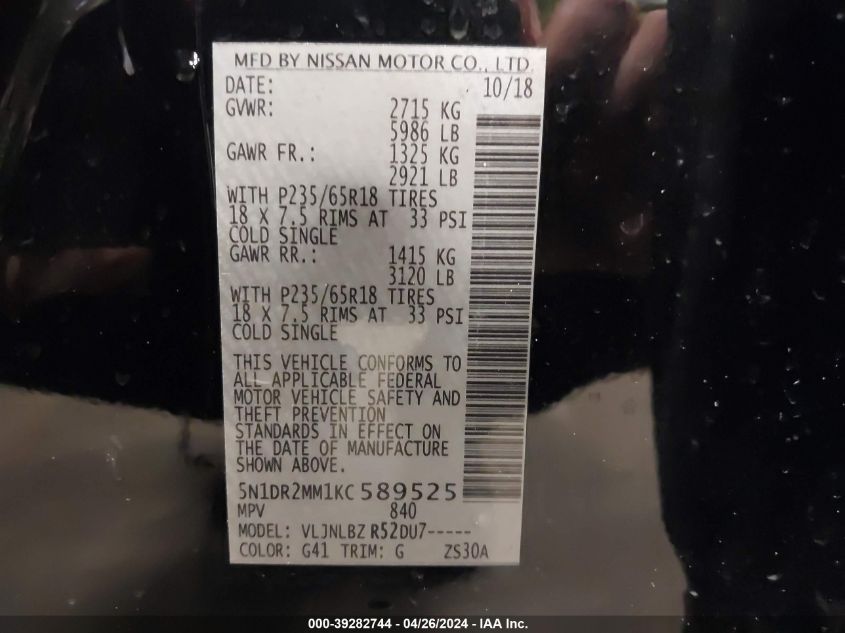 MFD BY NISSAN MOTOR CO., LTD.
DATE: 10/18
GVWR: 2715 KG
5986 LB
GAWR FR.: 1325 KG
2921 LB
WITH P235/65R18 TIRES
18 X 7.5 RIMS AT 33 PSI
COLD SINGLE
GAWR RR.: 1415 KG
3120 LB
WITH P235/65R18 TIRES
18 X 7.5 RIMS AT 33 PSI
COLD SINGLE
THIS VEHICLE CONFORMS TO
ALL APPLICABLE FEDERAL
MOTOR VEHICLE SAFETY AND
THEFT PREVENTION
STANDARDS IN EFFECT ON
THE DATE OF MANUFACTURE
SHOWN ABOVE.
5N1DR2MM1KC589525
MPV 840
MODEL: VLJNLBZ R52DU7-----
COLOR: G41 TRIM: G ZS30A
000-39282744 - 04/26/2024 - IAA Inc.